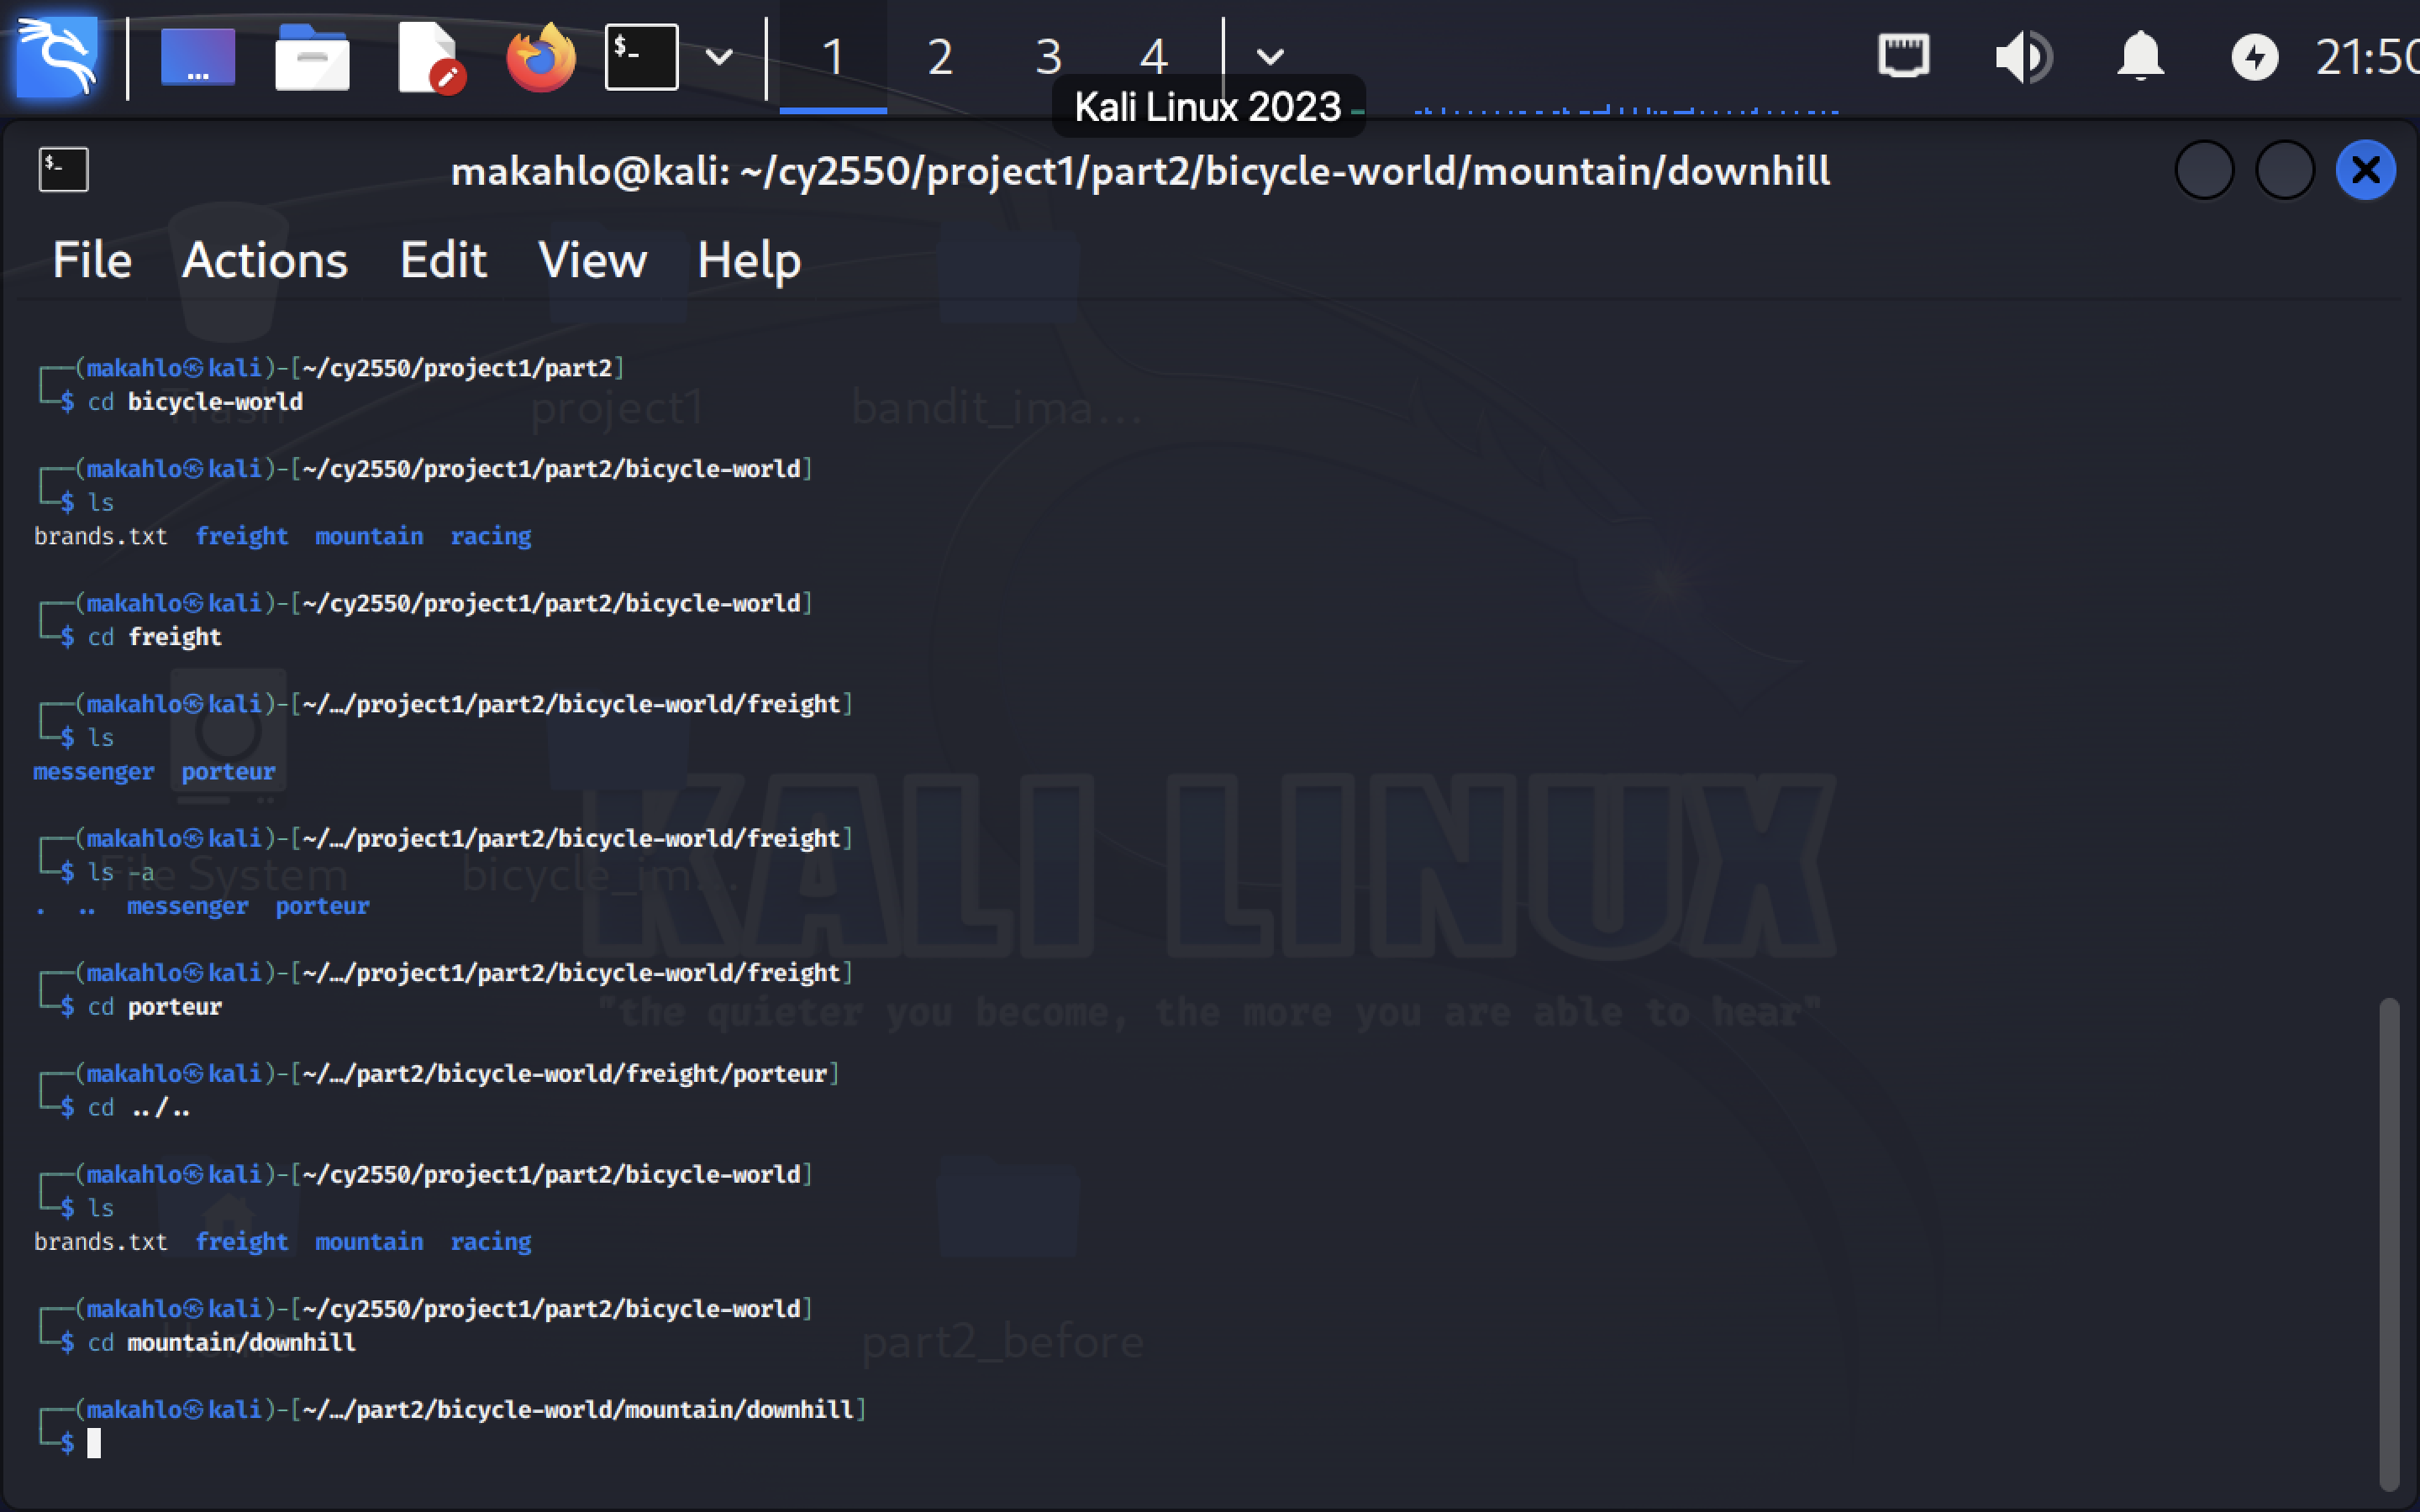 $_
1 2 3 4
21:50
Kali Linux 2023
$_
makahlo@kali: ~/cy2550/project1/part2/bicycle-world/mountain/downhill
File Actions Edit View Help
┌──(makahlo㉿kali)-[~/cy2550/project1/part2]
└─$ cd bicycle-world
Trash project1 bandit_ima...
┌──(makahlo㉿kali)-[~/cy2550/project1/part2/bicycle-world]
└─$ ls
brands.txt freight mountain racing
┌──(makahlo㉿kali)-[~/cy2550/project1/part2/bicycle-world]
└─$ cd freight
┌──(makahlo㉿kali)-[~/…/project1/part2/bicycle-world/freight]
└─$ ls
messenger porteur
┌──(makahlo㉿kali)-[~/…/project1/part2/bicycle-world/freight]
└─$ ls -a
File System bicycle_im...
. .. messenger porteur
KALI LINUX
┌──(makahlo㉿kali)-[~/…/project1/part2/bicycle-world/freight]
└─$ cd porteur
"the quieter you become, the more you are able to hear"
┌──(makahlo㉿kali)-[~/…/part2/bicycle-world/freight/porteur]
└─$ cd ../..
┌──(makahlo㉿kali)-[~/cy2550/project1/part2/bicycle-world]
└─$ ls
brands.txt freight mountain racing
┌──(makahlo㉿kali)-[~/cy2550/project1/part2/bicycle-world]
└─$ cd mountain/downhill
part2_before
┌──(makahlo㉿kali)-[~/…/part2/bicycle-world/mountain/downhill]
└─$